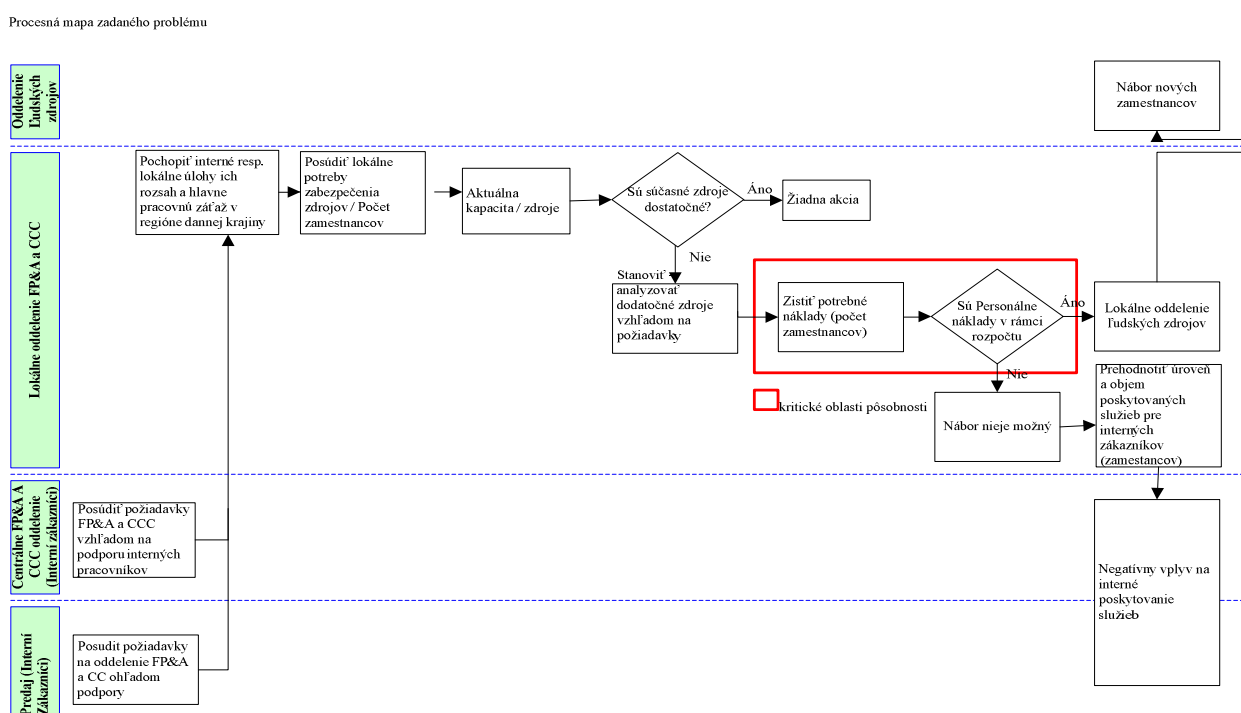 Procesná mapa zadaného problému
Oddelenie
Ľudských
zdrojov
Nábor nových
zamestnancov
Lokálne oddelenie FP&A a CCC
Pochopiť interné resp.
lokálne úlohy ich
rozsah a hlavne
pracovnú záťaž v
regióne dannej krajiny
Posúdiť lokálne
potreby
zabezpečenia
zdrojov / Počet
zamestnancov
Aktuálna
kapacita / zdroje
Sú súčasné zdroje
dostatočné?
Áno
Žiadna akcia
Nie
Stanoviť -
analyzovať
dodatočné zdroje
vzhľadom na
požiadavky
Zistiť potrebné
náklady (počet
zamestnancov)
Sú Personálne
náklady v rámci
rozpočtu
Áno
Lokálne oddelenie
ľudských zdrojov
Nie
kritické oblasti pôsobnosti
Nábor nieje možný
Prehodnotiť úroveň
a objem
poskytovaných
služieb pre
interných
zákazníkov
(zamestancov)
Centrálne FP&A A
CCC oddelenie
(Interní zákazníci)
Posúdiť požiadavky
FP&A a CCC
vzhľadom na
podporu interných
pracovníkov
Negatívny vplyv na
interné
poskytovanie
služieb
Predaj (Interní
Zákazníci)
Posudit požiadavky
na oddelenie FP&A
a CC ohľadom
podpory